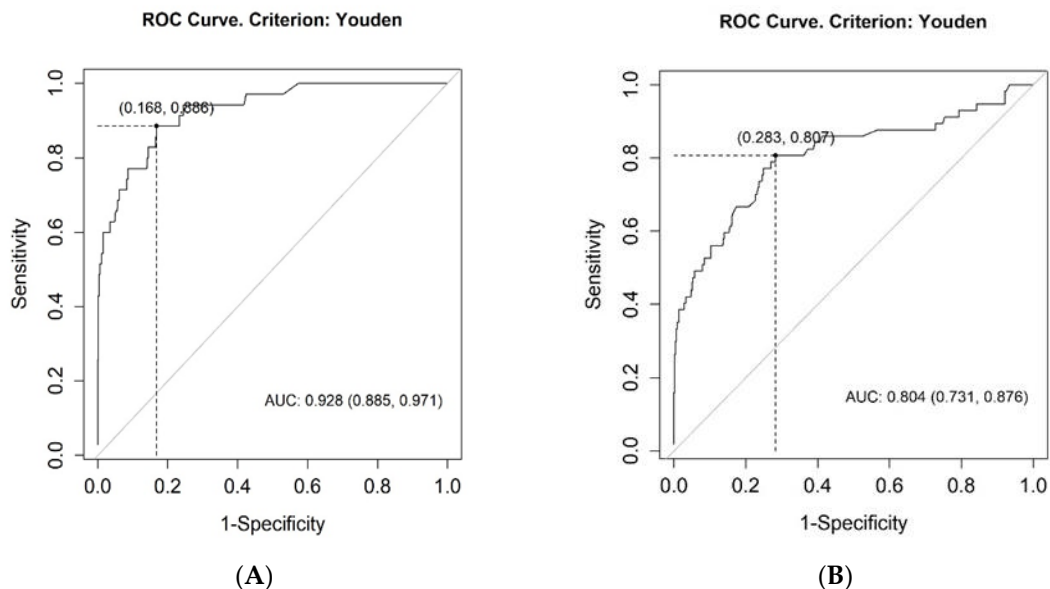 ROC Curve. Criterion: Youden
1.0
0.8
0.6
0.4
0.2
0.0
Sensitivity
(0.168, 0.886)
AUC: 0.928 (0.885, 0.971)
0.0 0.2 0.4 0.6 0.8 1.0
1-Specificity
(A)
ROC Curve. Criterion: Youden
1.0
0.8
0.6
0.4
0.2
0.0
Sensitivity
(0.283, 0.807)
AUC: 0.804 (0.731, 0.876)
0.0 0.2 0.4 0.6 0.8 1.0
1-Specificity
(B)